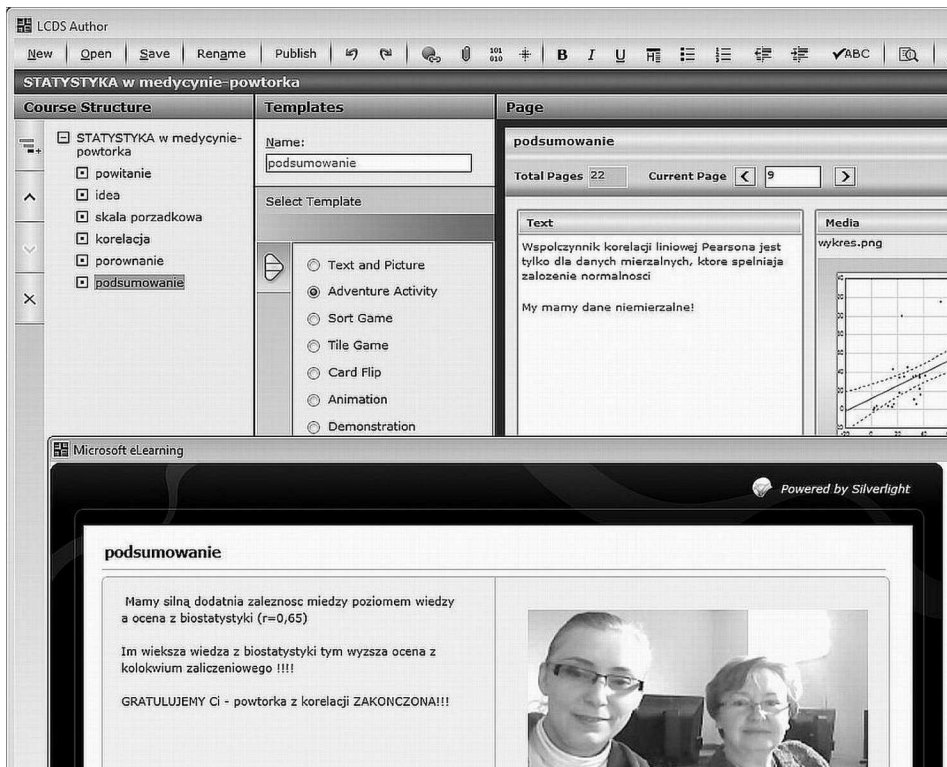 LCDS Author
New Open Save Rename Publish 101 010 B I U ABC
STATYSTYKA w medycynie-powtorka
Course Structure
STATYSTYKA w medycynie-
powtorka
powitanie
idea
skala porzadkowa
korelacja
porownanie
podsumowanie
Templates
Name:
podsumowanie
Select Template
Text and Picture
Adventure Activity
Sort Game
Tile Game
Card Flip
Animation
Demonstration
Page
podsumowanie
Total Pages 22 Current Page 9
Text
Wspolczynnik korelacji liniowej Pearsona jest
tylko dla danych mierzalnych, ktore spelniaja
zalozenie normalnosci
My mamy dane niemierzalne!
Media
wykres.png
Microsoft eLearning
Powered by Silverlight
podsumowanie
Mamy silną dodatnia zaleznosc miedzy poziomem wiedzy
a ocena z biostatystyki (r=0,65)
Im wieksza wiedza z biostatystyki tym wyzsza ocena z
kolokwium zaliczeniowego !!!!
GRATULUJEMY Ci - powtorka z korelacji ZAKONCZONA!!!